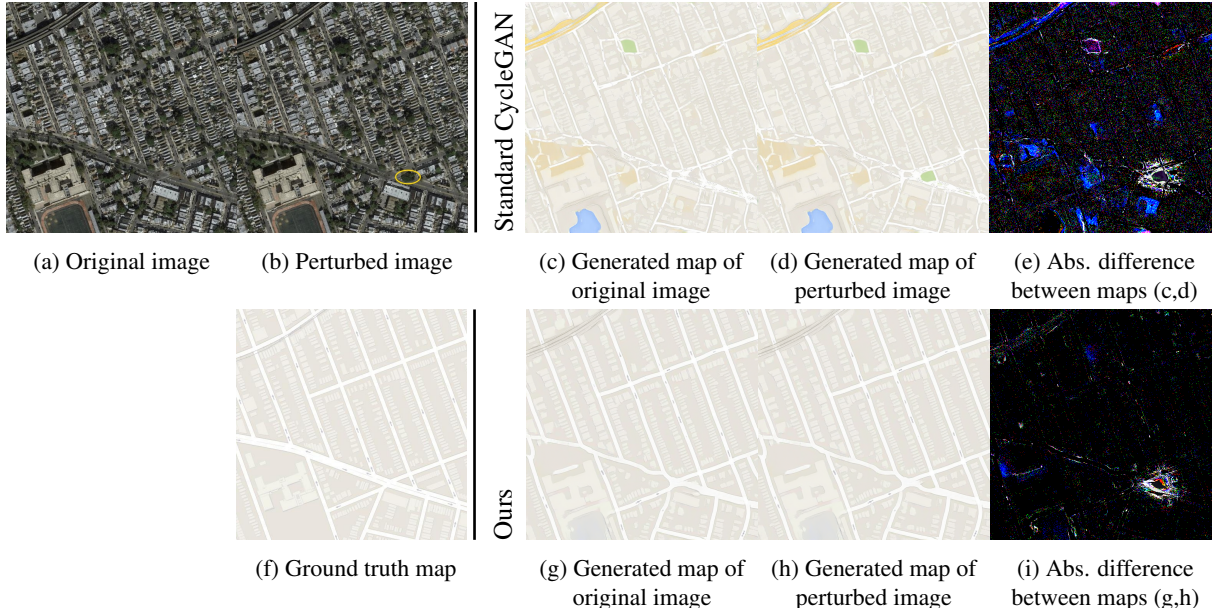 Standard CycleGAN
(a) Original image
(b) Perturbed image
(c) Generated map of
original image
(d) Generated map of
perturbed image
(e) Abs. difference
between maps (c,d)
Ours
(f) Ground truth map
(g) Generated map of
original image
(h) Generated map of
perturbed image
(i) Abs. difference
between maps (g,h)